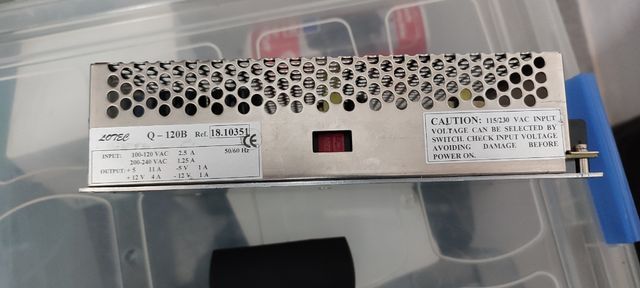 LOTEC Q - 120B Ref. 18.10351
CE
INPUT: 100-120 VAC 2.5 A 50/60 Hz
200-240 VAC 1.25 A
OUTPUT: + 5 11 A -5 V 1 A
+ 12 V 4 A - 12 V 1 A
CAUTION: 115/230 VAC INPUT
VOLTAGE CAN BE SELECTED BY
SWITCH. CHECK INPUT VOLTAGE
AVOIDING DAMAGE BEFORE
POWER ON.